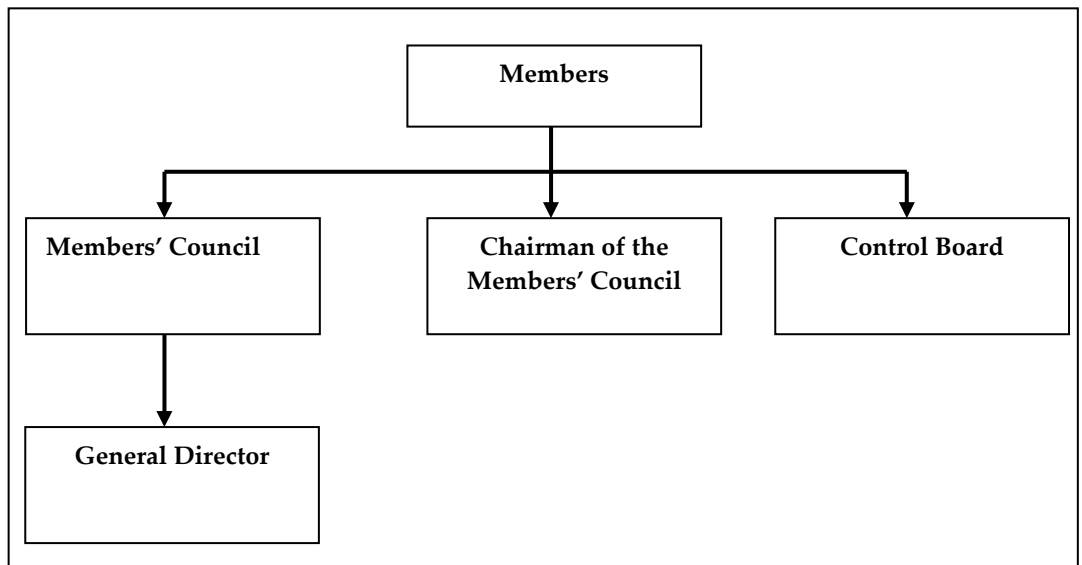 Members
Members’ Council
Chairman of the
Members’ Council
Control Board
General Director